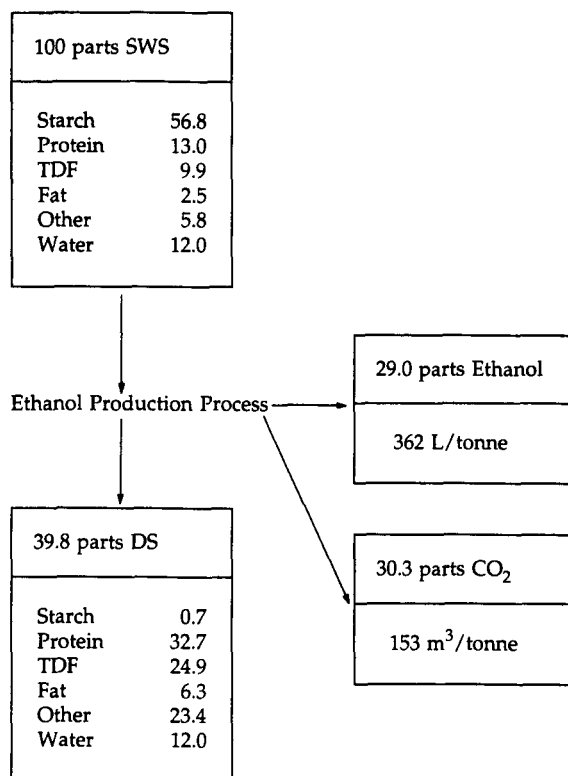 100 parts SWS
Starch 56.8
Protein 13.0
TDF 9.9
Fat 2.5
Other 5.8
Water 12.0
Ethanol Production Process
29.0 parts Ethanol
362 L/tonne
30.3 parts CO₂
153 m³/tonne
39.8 parts DS
Starch 0.7
Protein 32.7
TDF 24.9
Fat 6.3
Other 23.4
Water 12.0